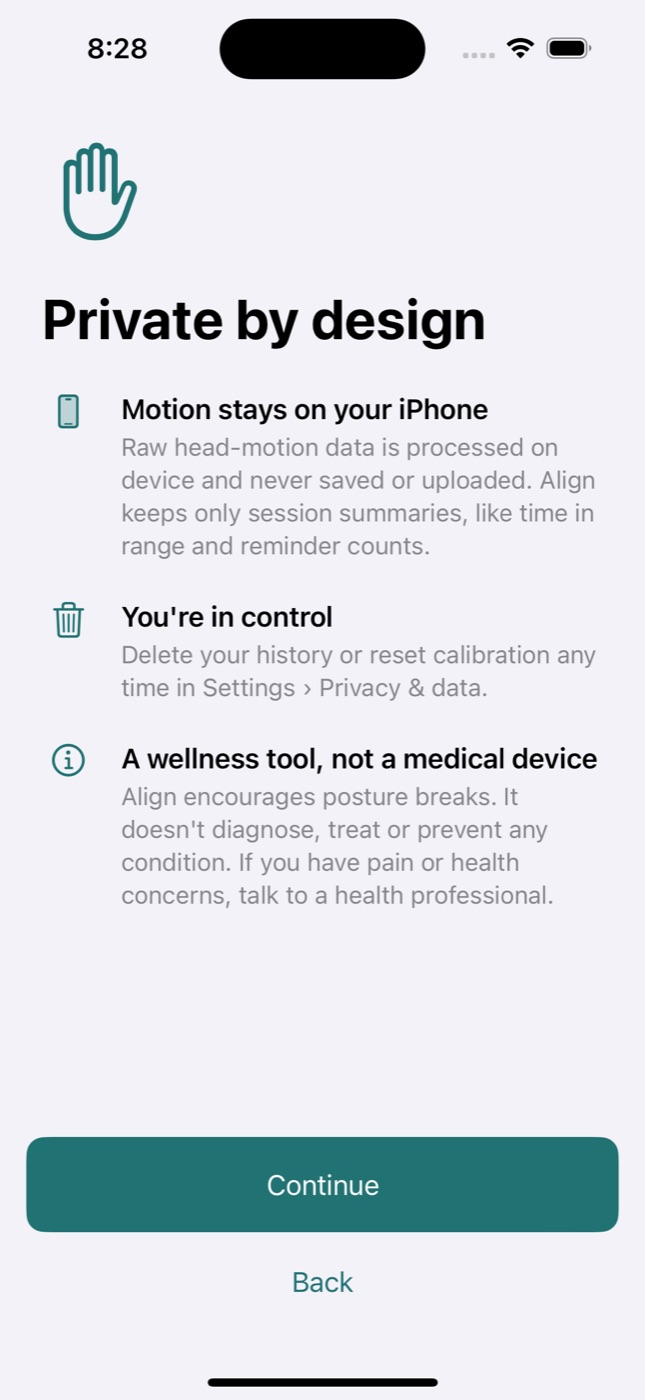 8:28
Private by design
Motion stays on your iPhone
Raw head-motion data is processed on
device and never saved or uploaded. Align
keeps only session summaries, like time in
range and reminder counts.
You're in control
Delete your history or reset calibration any
time in Settings › Privacy & data.
A wellness tool, not a medical device
Align encourages posture breaks. It
doesn't diagnose, treat or prevent any
condition. If you have pain or health
concerns, talk to a health professional.
Continue
Back